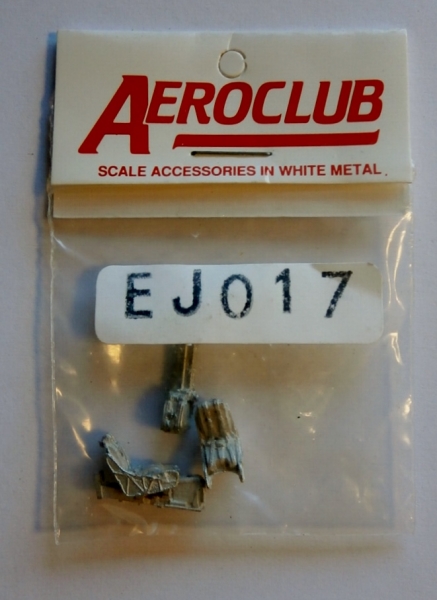 AEROCLUB
SCALE ACCESSORIES IN WHITE METAL
EJ017